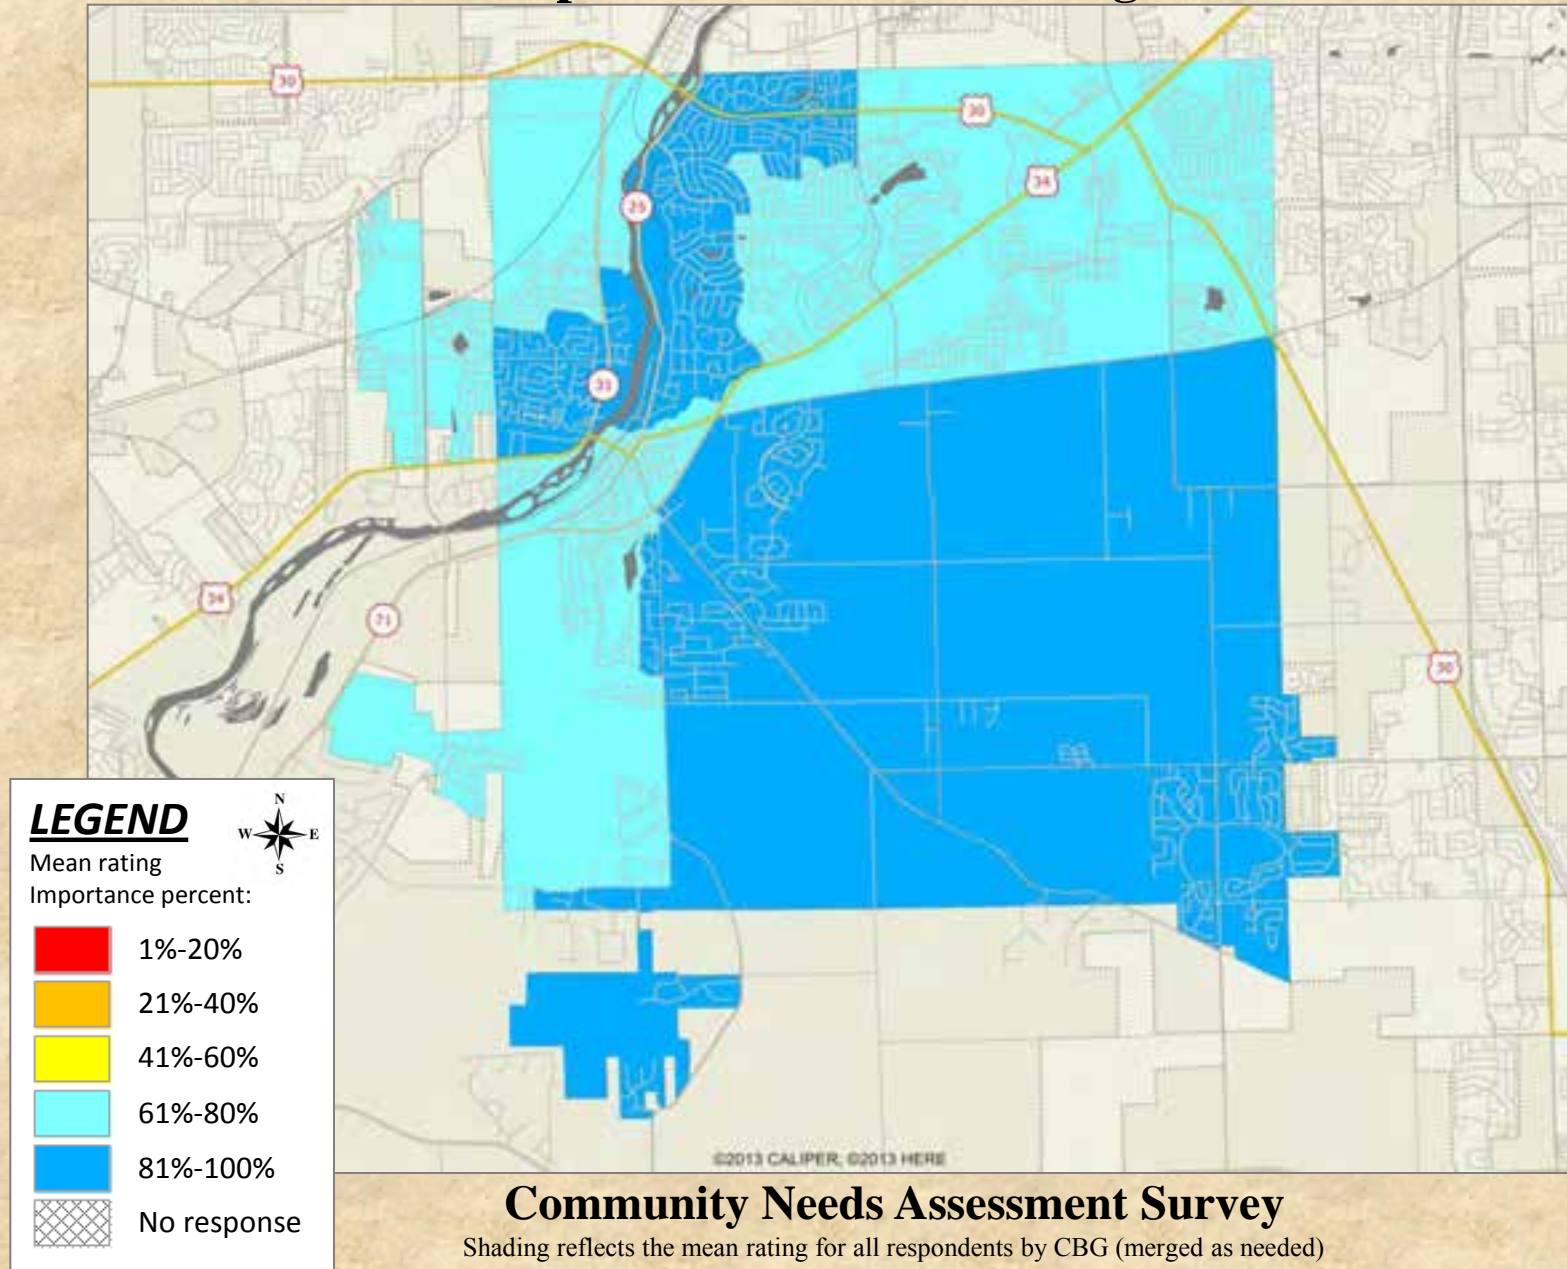 30
30
34
25
31
34
71
30
LEGEND
N
W E
S
Mean rating
Importance percent:
1%-20%
21%-40%
41%-60%
61%-80%
81%-100%
No response
©2013 CALIPER, ©2013 HERE
Community Needs Assessment Survey
Shading reflects the mean rating for all respondents by CBG (merged as needed)